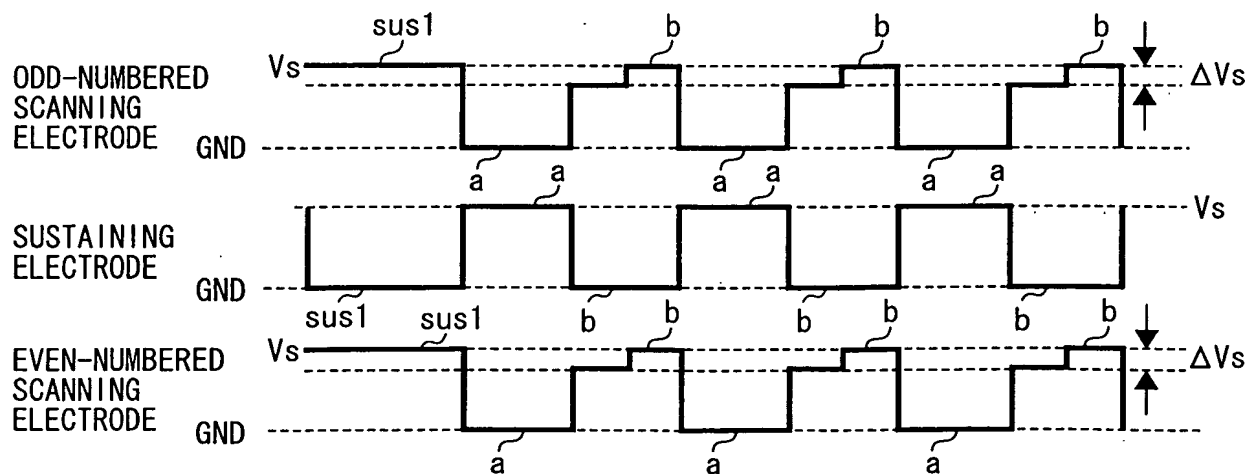 sus1 b b b
Vs ΔVs
ODD-NUMBERED
SCANNING
ELECTRODE
GND
a a a a a a
Vs
SUSTAINING
ELECTRODE
GND
sus1 sus1 b b b b b b
Vs ΔVs
EVEN-NUMBERED
SCANNING
ELECTRODE
GND
a a a